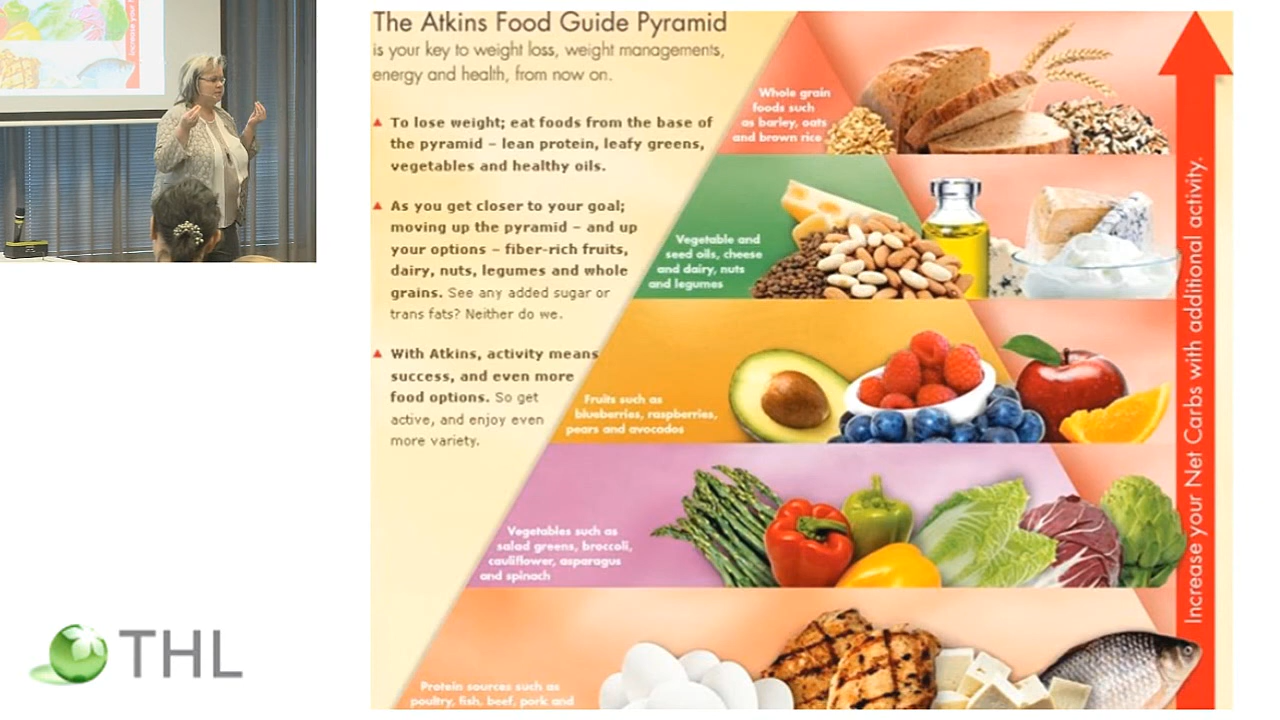 The Atkins Food Guide Pyramid
is your key to weight loss, weight managements,
energy and health, from now on.
▲ To lose weight; eat foods from the base of
the pyramid – lean protein, leafy greens,
vegetables and healthy oils.
▲ As you get closer to your goal;
moving up the pyramid – and up
your options – fiber-rich fruits,
dairy, nuts, legumes and whole
grains. See any added sugar or
trans fats? Neither do we.
▲ With Atkins, activity means
success, and even more
food options. So get
active, and enjoy even
more variety.
Whole grain
foods such
as barley, oats
and brown rice
Vegetable and
seed oils, cheese
and dairy, nuts
and legumes
Fruits such as
blueberries, raspberries,
pears and avocados
Vegetables such as
salad greens, broccoli,
cauliflower, asparagus
and spinach
Protein sources such as
poultry, fish, beef, pork and
Increase your Net Carbs with additional activity.
increase your
THL